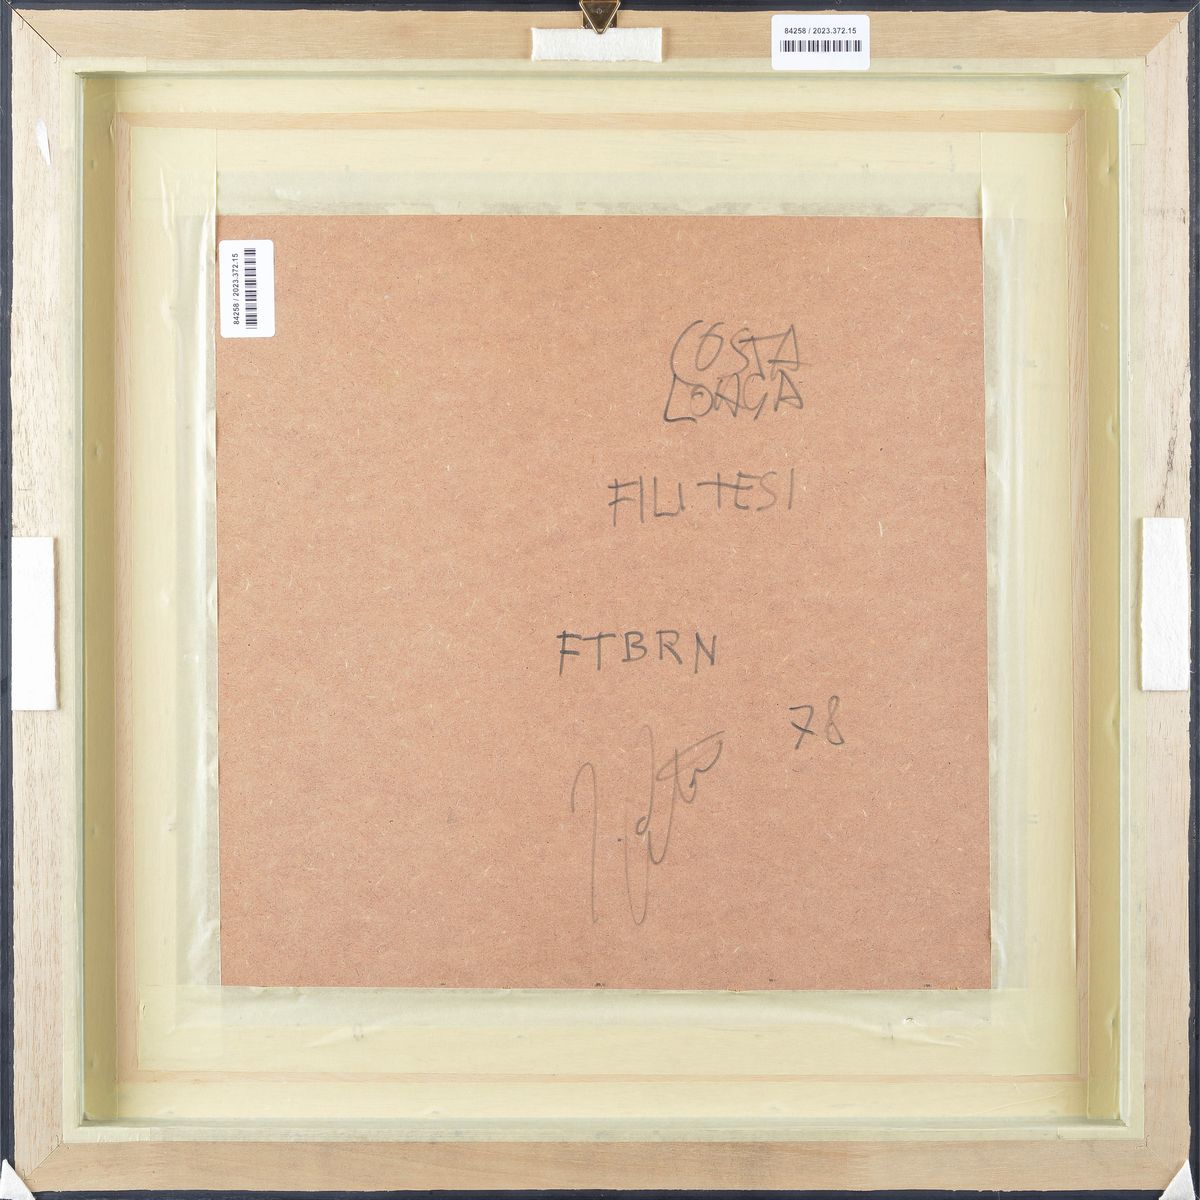 84258 / 2023.372.15
84258 / 2023.372.15
COSTA
LONGA
FILITESI
FTBRN
78